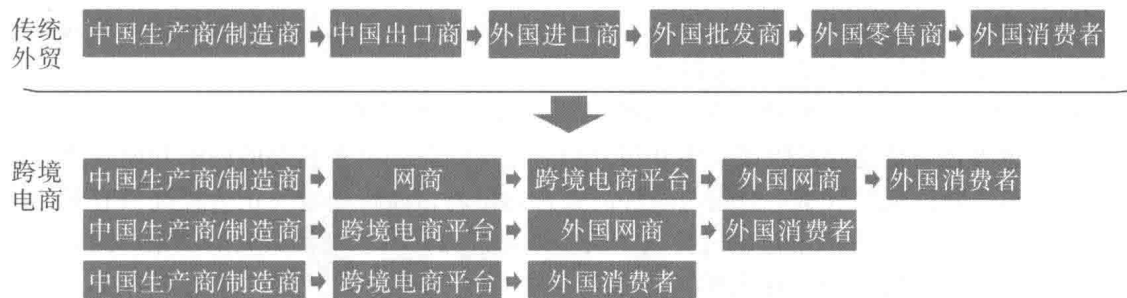 传统外贸
中国生产商/制造商 中国出口商 外国进口商 外国批发商 外国零售商 外国消费者
跨境电商
中国生产商/制造商 网商 跨境电商平台 外国网商 外国消费者
中国生产商/制造商 跨境电商平台 外国网商 外国消费者
中国生产商/制造商 跨境电商平台 外国消费者